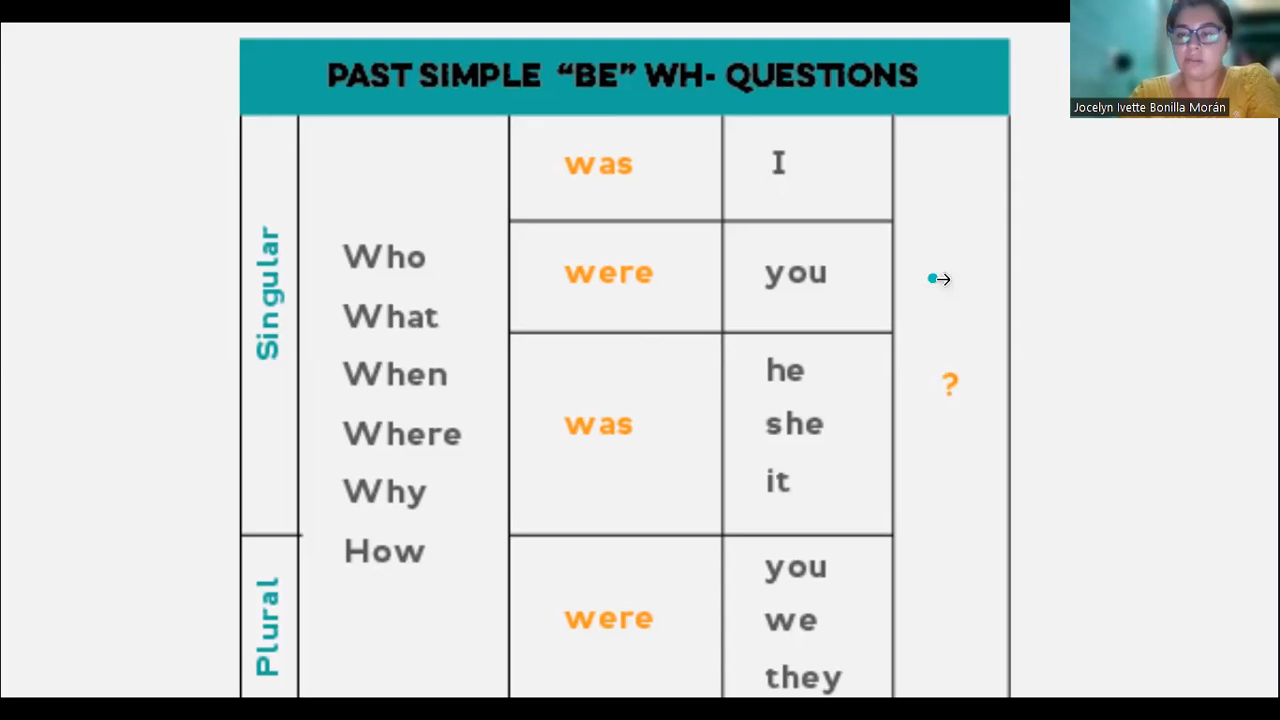 PAST SIMPLE “BE” WH- QUESTIONS
Singular
Plural
Who
What
When
Where
Why
How
was
were
was
were
I
you
he
she
it
you
we
they
?
Jocelyn Ivette Bonilla Morán